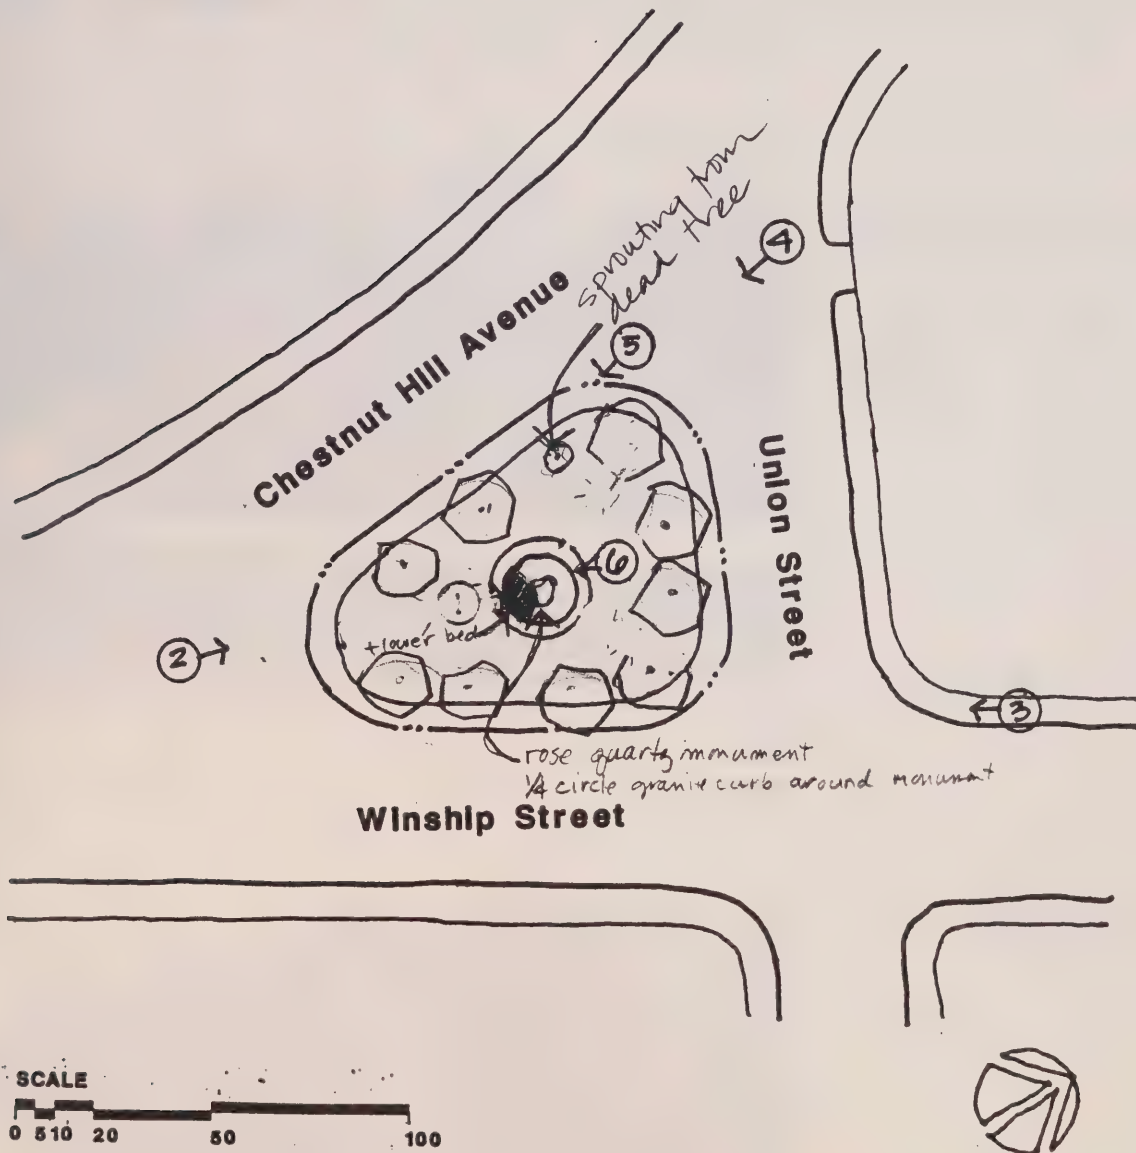 sprouting from
dead tree
4
Chestnut Hill Avenue
5
Union Street
6
flower bed
2
3
rose quartz monument
1/4 circle granite curb around monument
Winship Street
SCALE
0 5 10 20 50 100